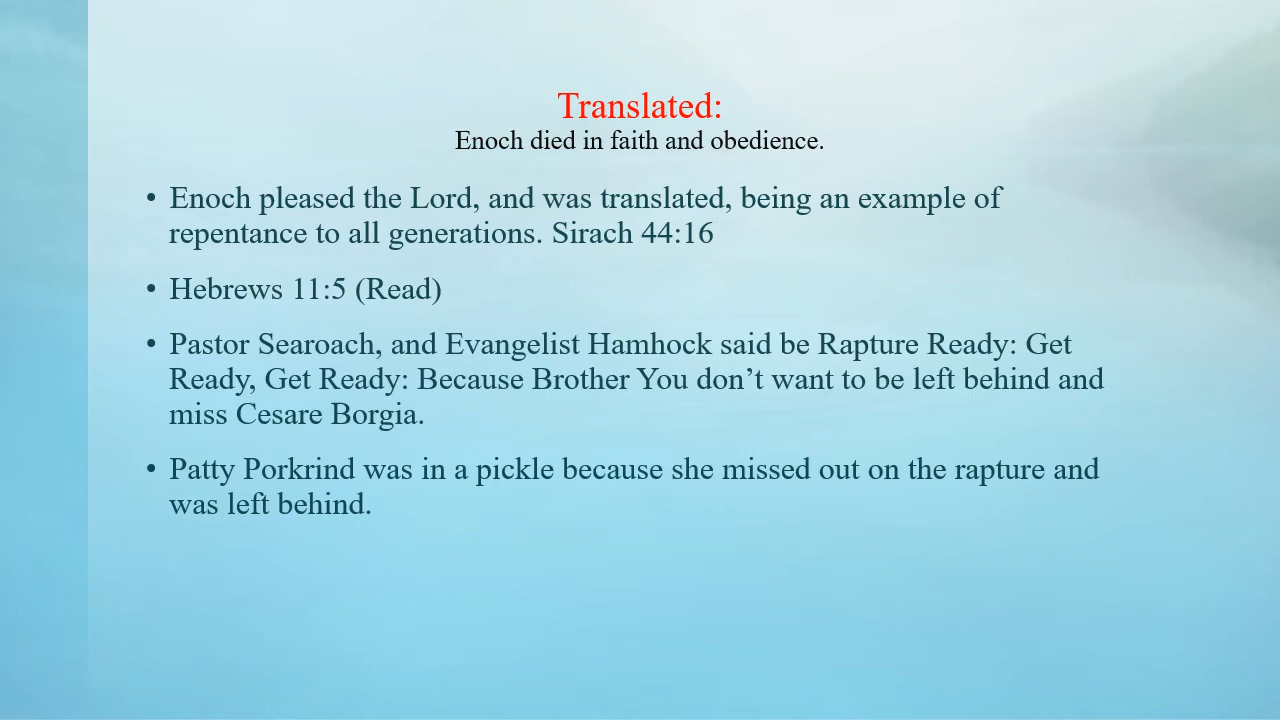 Translated:
Enoch died in faith and obedience.
• Enoch pleased the Lord, and was translated, being an example of
repentance to all generations. Sirach 44:16
• Hebrews 11:5 (Read)
• Pastor Searoach, and Evangelist Hamhock said be Rapture Ready: Get
Ready, Get Ready: Because Brother You don’t want to be left behind and
miss Cesare Borgia.
• Patty Porkrind was in a pickle because she missed out on the rapture and
was left behind.